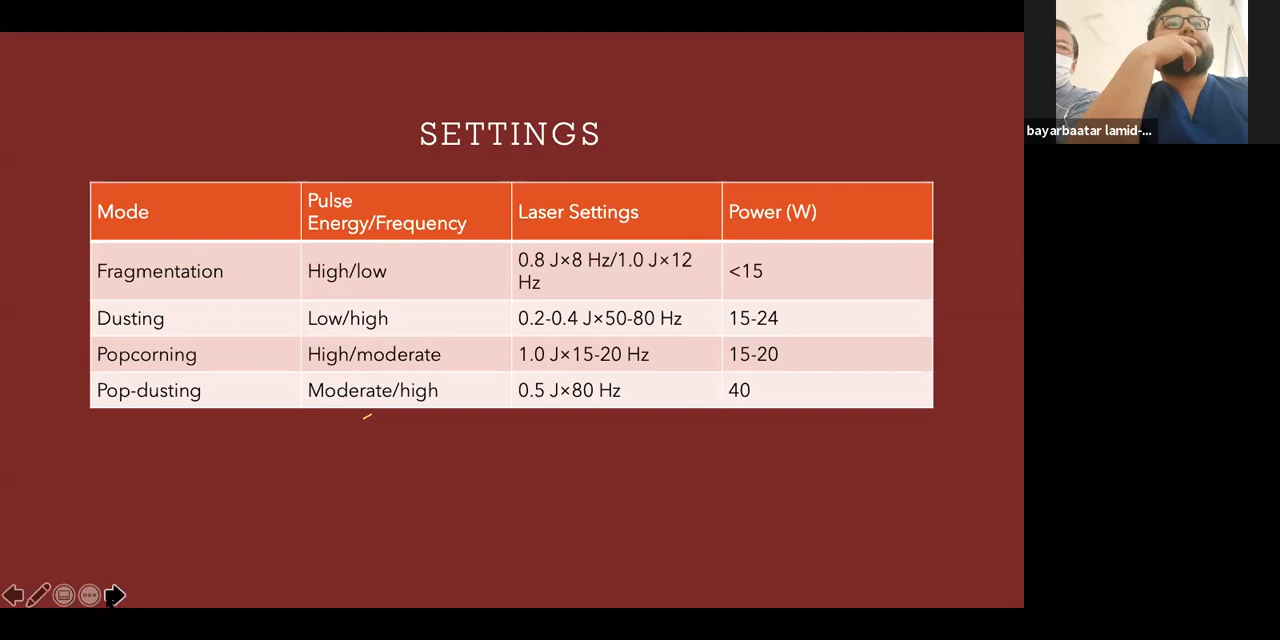 SETTINGS
Mode
Pulse
Energy/Frequency
Laser Settings
Power (W)
Fragmentation
High/low
0.8 J×8 Hz/1.0 J×12
Hz
<15
Dusting
Low/high
0.2-0.4 J×50-80 Hz
15-24
Popcorning
High/moderate
1.0 J×15-20 Hz
15-20
Pop-dusting
Moderate/high
0.5 J×80 Hz
40
bayarbaatar lamid-...